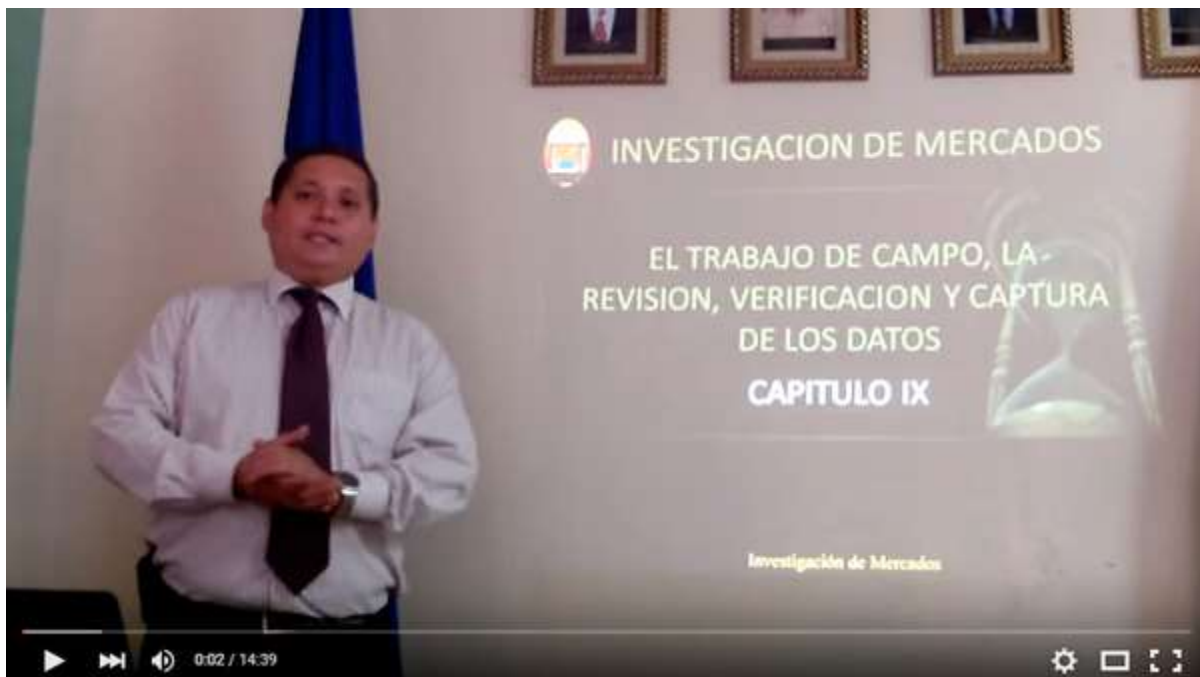 INVESTIGACION DE MERCADOS
EL TRABAJO DE CAMPO, LA
REVISION, VERIFICACION Y CAPTURA
DE LOS DATOS
CAPITULO IX
Investigación de Mercados
0:02 / 14:39